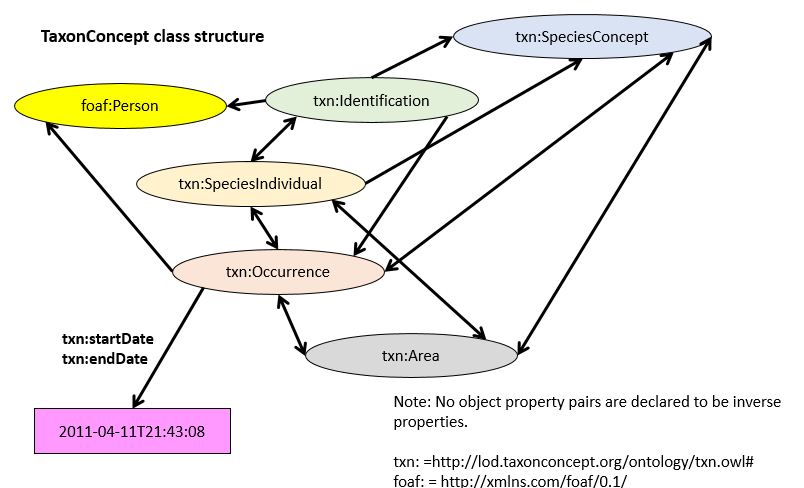 TaxonConcept class structure
txn:SpeciesConcept
foaf:Person
txn:Identification
txn:SpeciesIndividual
txn:Occurrence
txn:startDate
txn:endDate
txn:Area
2011-04-11T21:43:08
Note: No object property pairs are declared to be inverse
properties.
txn: =http://lod.taxonconcept.org/ontology/txn.owl#
foaf: = http://xmlns.com/foaf/0.1/